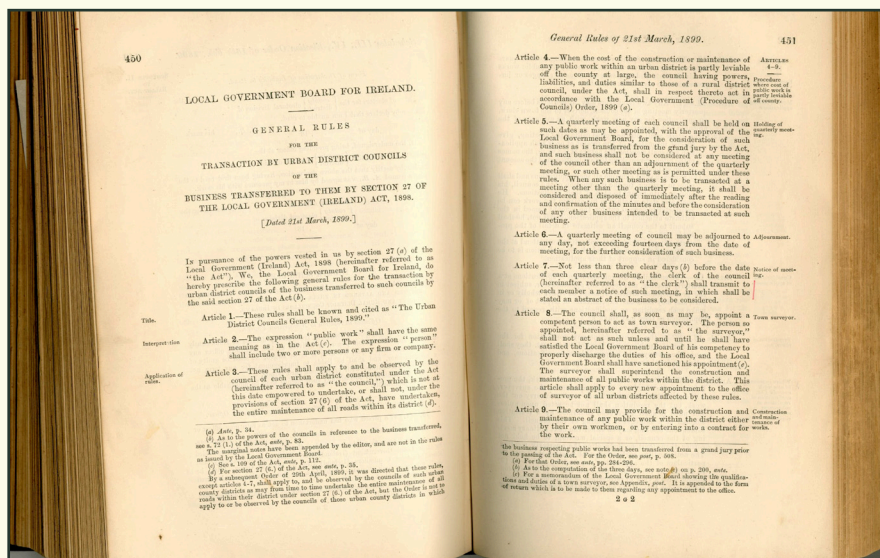 450
LOCAL GOVERNMENT BOARD FOR IRELAND.
GENERAL RULES
FOR THE
TRANSACTION BY URBAN DISTRICT COUNCILS
OF THE
BUSINESS TRANSFERRED TO THEM BY SECTION 27 OF
THE LOCAL GOVERNMENT (IRELAND) ACT, 1898.
[Dated 21st March, 1899.]
In pursuance of the powers vested in us by section 27 (a) of the
Local Government (Ireland) Act, 1898 (hereinafter referred to as
"the Act"), We, the Local Government Board for Ireland, do
hereby prescribe the following general rules for the transaction by
urban district councils of the business transferred to such councils by
the said section 27 of the Act (b).
Title.
Article 1.—These rules shall be known and cited as "The Urban
District Councils General Rules, 1899."
Interpretation
Article 2.—The expression "public work" shall have the same
meaning as in the Act (c). The expression "person"
shall include two or more persons or any firm or company.
Application of
rules.
Article 3.—These rules shall apply to and be observed by the
council of each urban district constituted under the Act
(hereinafter referred to as "the council,") which is not at
this date empowered to undertake, or shall not, under the
provisions of section 27 (6) of the Act, have undertaken,
the entire maintenance of all roads within its district (d).
(a) Ante, p. 34.
(b) As to the powers of the councils in reference to the business transferred,
see s. 72 (1.) of the Act, ante, p. 83.
The marginal notes have been appended by the editor, and are not in the rules
as issued by the Local Government Board.
(c) See s. 109 of the Act, ante, p. 112.
(d) For section 27 (6.) of the Act, see ante, p. 35.
By a subsequent Order of 29th April, 1899, it was directed that these rules,
except articles 4-7, shall apply to, and be observed by the councils of such urban
county districts as may from time to time undertake the entire maintenance of all
roads within their district under section 27 (6.) of the Act, but the Order is not to
apply to or be observed by the councils of those urban county districts in which
General Rules of 21st March, 1899.
451
Article 4.—When the cost of the construction or maintenance of
any public work within an urban district is partly leviable
off the county at large, the council having powers,
liabilities, and duties similar to those of a rural district
council, under the Act, shall in respect thereto act in
accordance with the Local Government (Procedure of
Councils) Order, 1899 (a).
ARTICLES
4-9.
Procedure
where cost of
public work is
partly leviable
off county.
Article 5.—A quarterly meeting of each council shall be held on
such dates as may be appointed, with the approval of the
Local Government Board, for the consideration of such
business as is transferred from the grand jury by the Act,
and such business shall not be considered at any meeting
of the council other than an adjournment of the quarterly
meeting, or such other meeting as is permitted under these
rules. When any such business is to be transacted at a
meeting other than the quarterly meeting, it shall be
considered and disposed of immediately after the reading
and confirmation of the minutes and before the consideration
of any other business intended to be transacted at such
meeting.
Holding of
quarterly meet-
ing.
Article 6.—A quarterly meeting of council may be adjourned to
any day, not exceeding fourteen days from the date of
meeting, for the further consideration of such business.
Adjournment.
Article 7.—Not less than three clear days (b) before the date
of each quarterly meeting, the clerk of the council
(hereinafter referred to as "the clerk") shall transmit to
each member a notice of such meeting, in which shall be
stated an abstract of the business to be considered.
Notice of meet-
ing.
Article 8.—The council shall, as soon as may be, appoint a
competent person to act as town surveyor. The person so
appointed, hereinafter referred to as "the surveyor,"
shall not act as such unless and until he shall have
satisfied the Local Government Board of his competency to
properly discharge the duties of his office, and the Local
Government Board shall have sanctioned his appointment (c).
The surveyor shall superintend the construction and
maintenance of all public works within the district. This
article shall apply to every new appointment to the office
of surveyor of all urban districts affected by these rules.
Town surveyor.
Article 9.—The council may provide for the construction and
maintenance of any public work within the district either
by their own workmen, or by entering into a contract for
the work.
Construction
and main-
tenance of
works.
the business respecting public works had been transferred from a grand jury prior
to the passing of the Act. For the Order, see post, p. 508.
(a) For that Order, see ante, pp. 284-296.
(b) As to the computation of the three days, see note (b) on p. 200, ante.
(c) For a memorandum of the Local Government Board showing the qualifica-
tions and duties of a town surveyor, see Appendix, post. It is appended to the form
of return which is to be made to them regarding any appointment to the office.
2 G 2